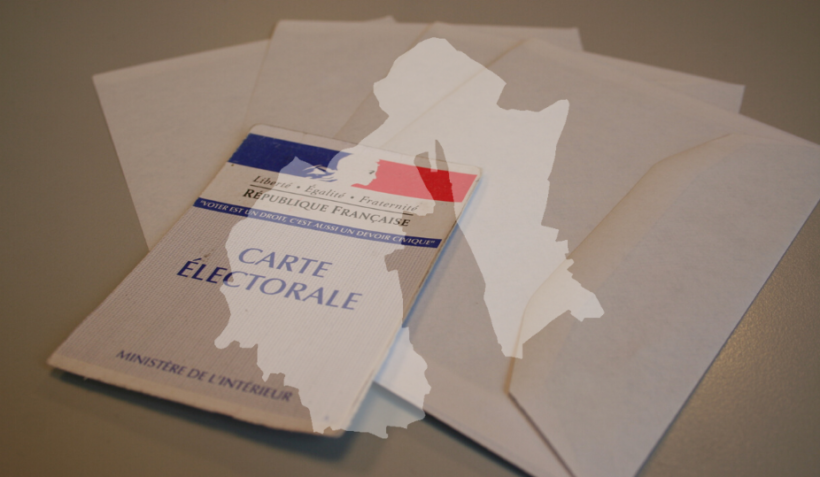 Liberté • Égalité • Fraternité
RÉPUBLIQUE FRANÇAISE
"VOTER EST UN DROIT, C'EST AUSSI UN DEVOIR CIVIQUE"
CARTE
ÉLECTORALE
MINISTÈRE DE L'INTÉRIEUR